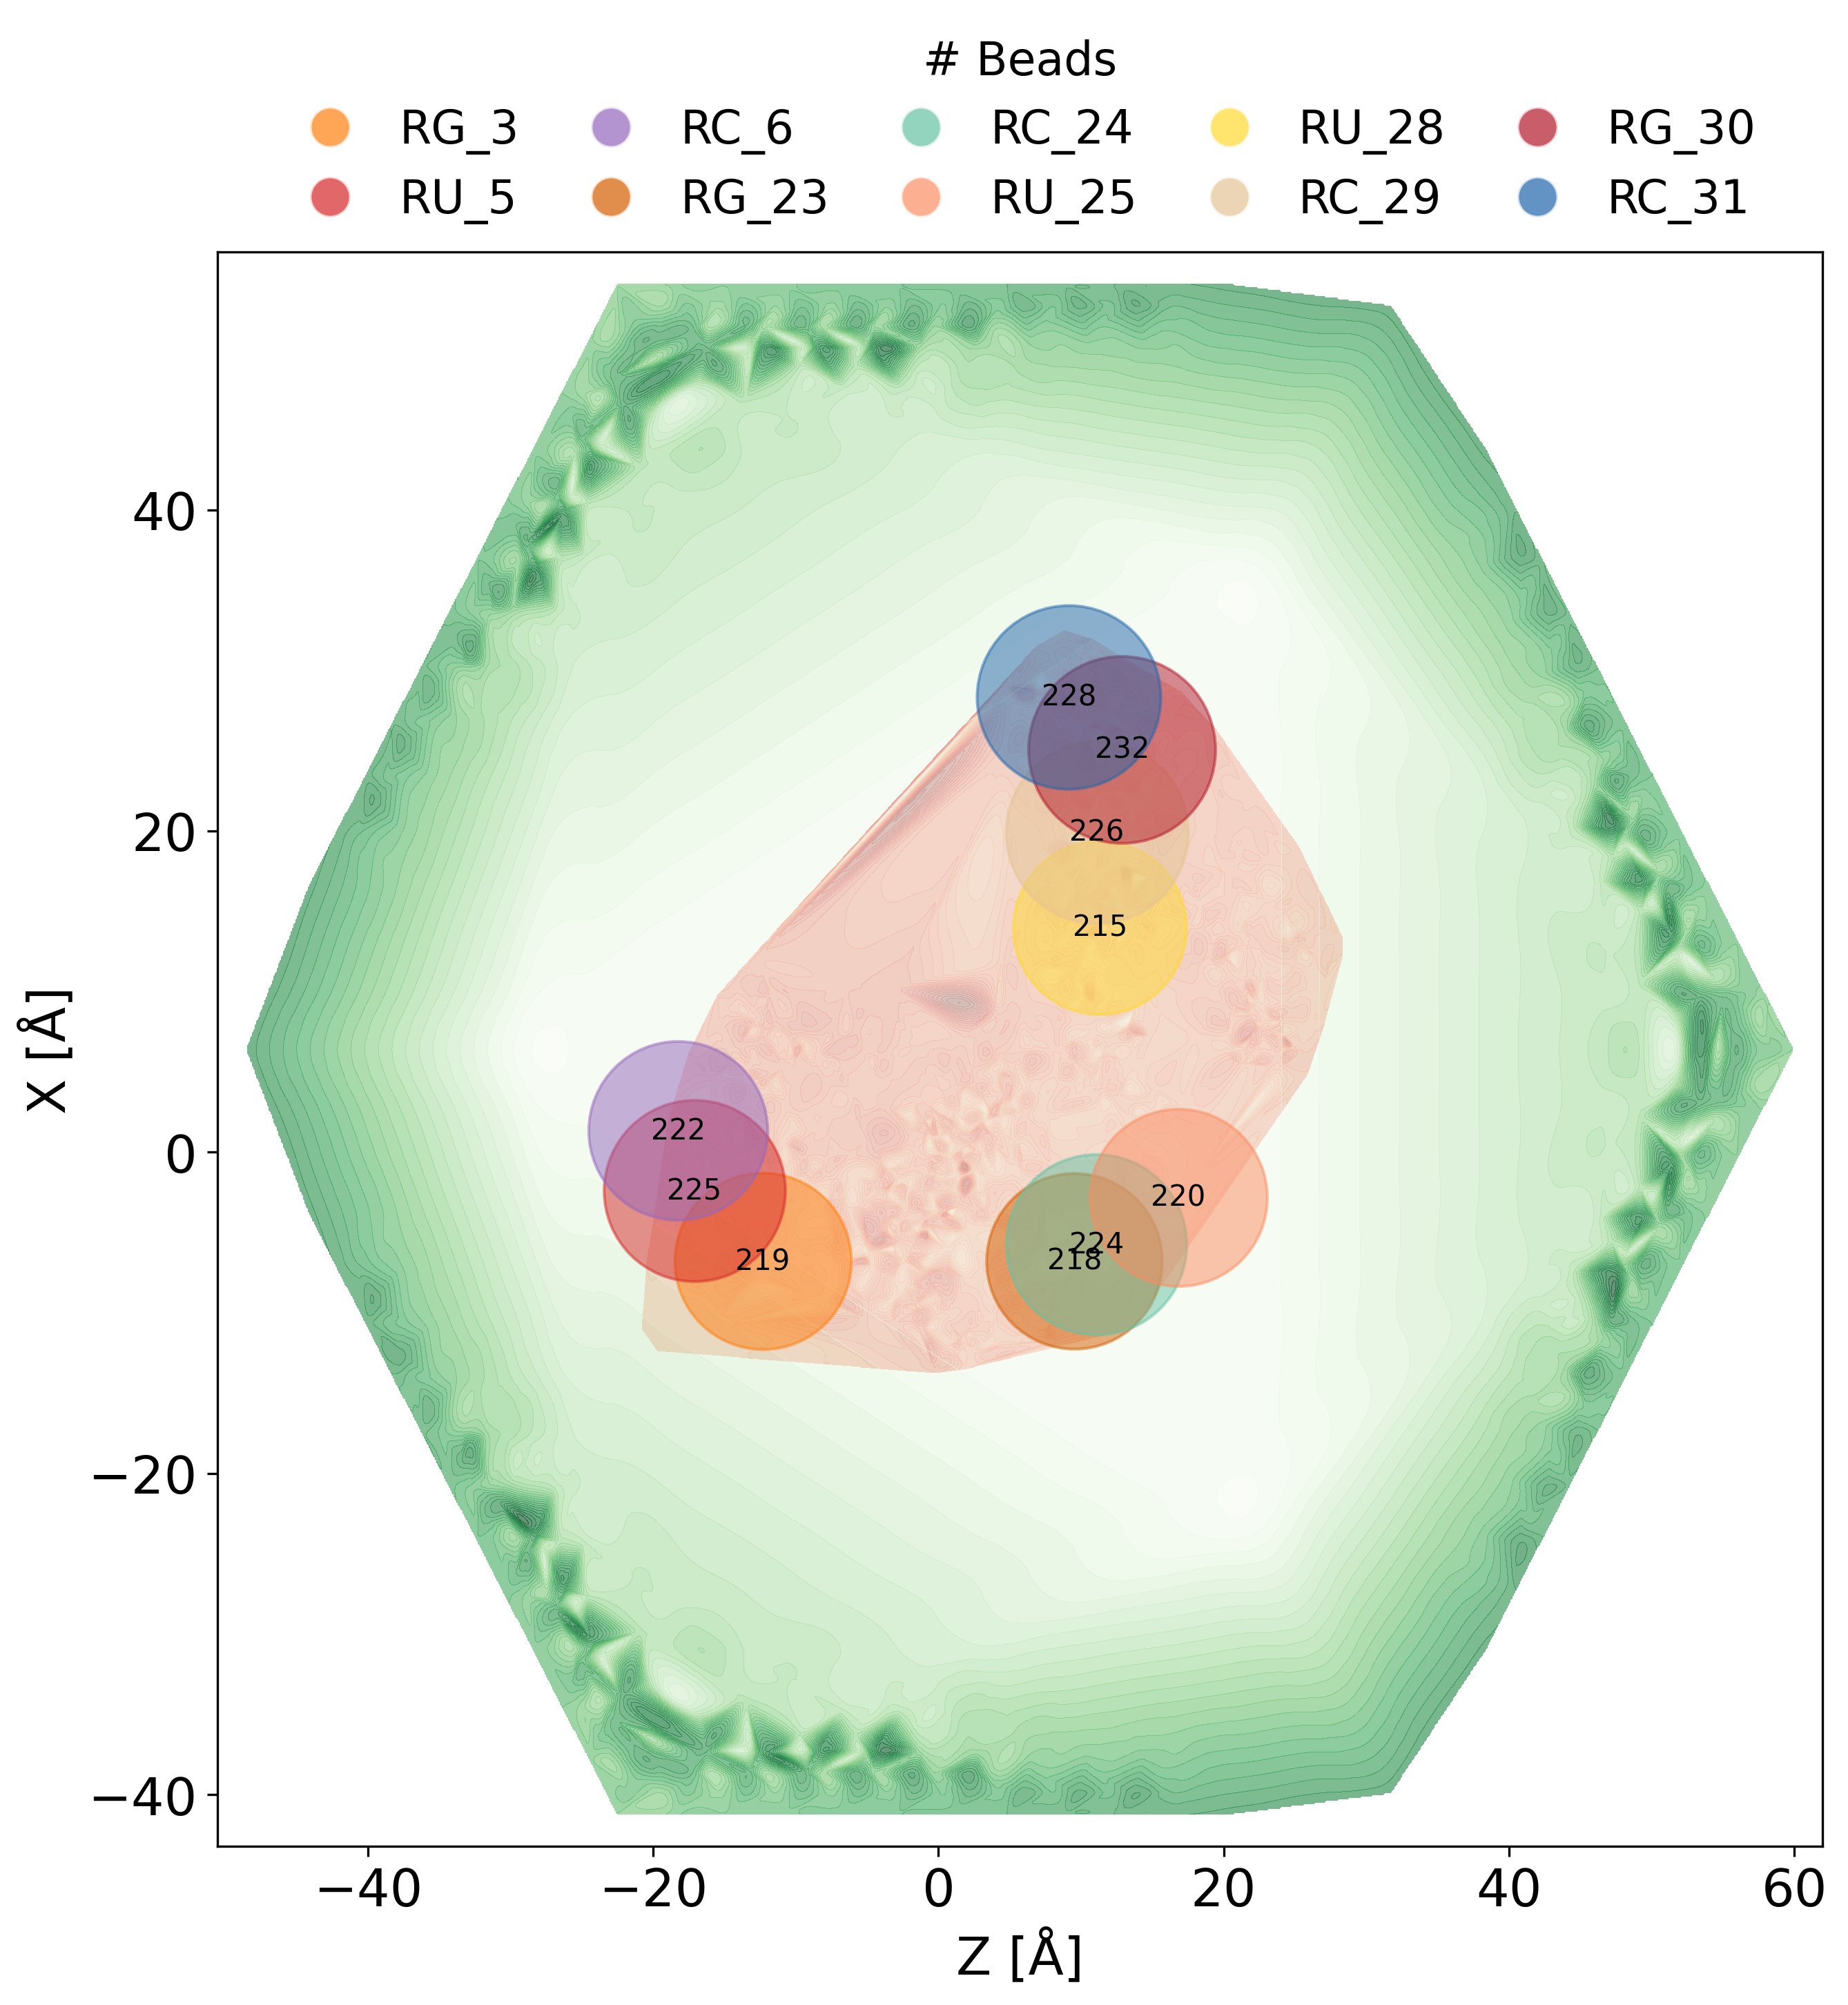 # Beads
RG_3 RC_6 RC_24 RU_28 RG_30
RU_5 RG_23 RU_25 RC_29 RC_31
40
20
0
−20
−40
X [Å]
228
232
226
215
222
225
220
224
219
218
−40 −20 0 20 40 60
Z [Å]